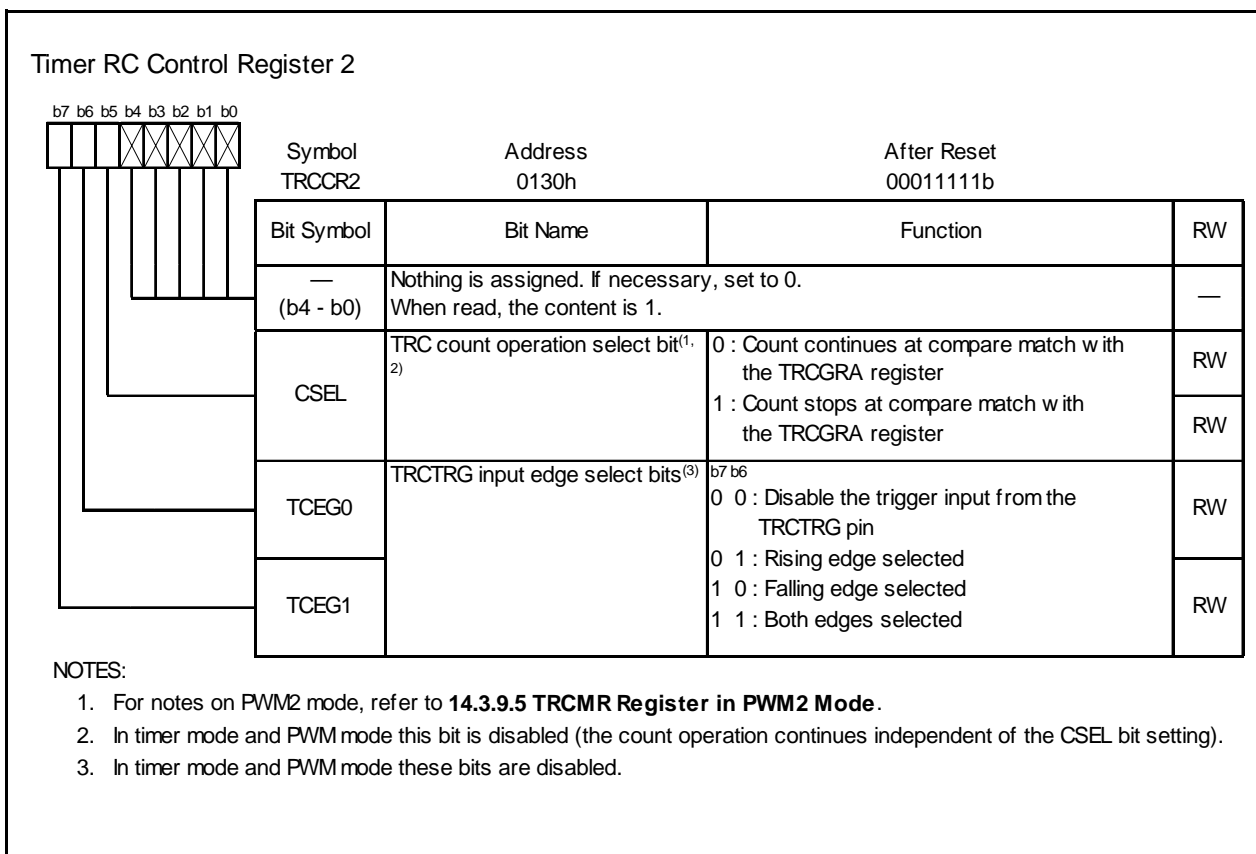 Timer RC Control Register 2
b7 b6 b5 b4 b3 b2 b1 b0
Symbol Address After Reset
TRCCR2 0130h 00011111b
Bit Symbol Bit Name Function RW
— Nothing is assigned. If necessary, set to 0. —
(b4 - b0) When read, the content is 1.
CSEL
TRC count operation select bit(1,
2)
0 : Count continues at compare match with
the TRCGRA register
1 : Count stops at compare match with
the TRCGRA register
RW
RW
TCEG0
TCEG1
TRCTRG input edge select bits(3)
b7 b6
0 0 : Disable the trigger input from the
TRCTRG pin
0 1 : Rising edge selected
1 0 : Falling edge selected
1 1 : Both edges selected
RW
RW
NOTES:
1. For notes on PWM2 mode, refer to 14.3.9.5 TRCMR Register in PWM2 Mode.
2. In timer mode and PWM mode this bit is disabled (the count operation continues independent of the CSEL bit setting).
3. In timer mode and PWM mode these bits are disabled.